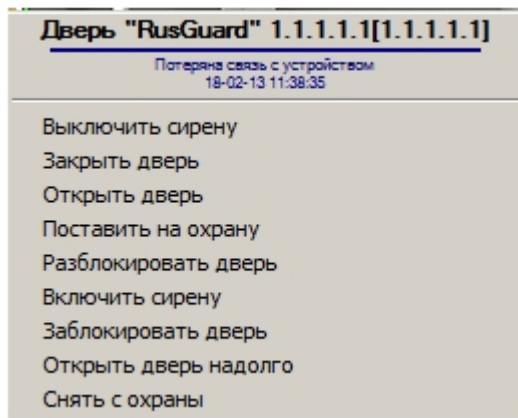 Дверь "RusGuard" 1.1.1.1.1[1.1.1.1.1]
Потеряна связь с устройством
18-02-13 11:38:35
Выключить сирену
Закрыть дверь
Открыть дверь
Поставить на охрану
Разблокировать дверь
Включить сирену
Заблокировать дверь
Открыть дверь надолго
Снять с охраны